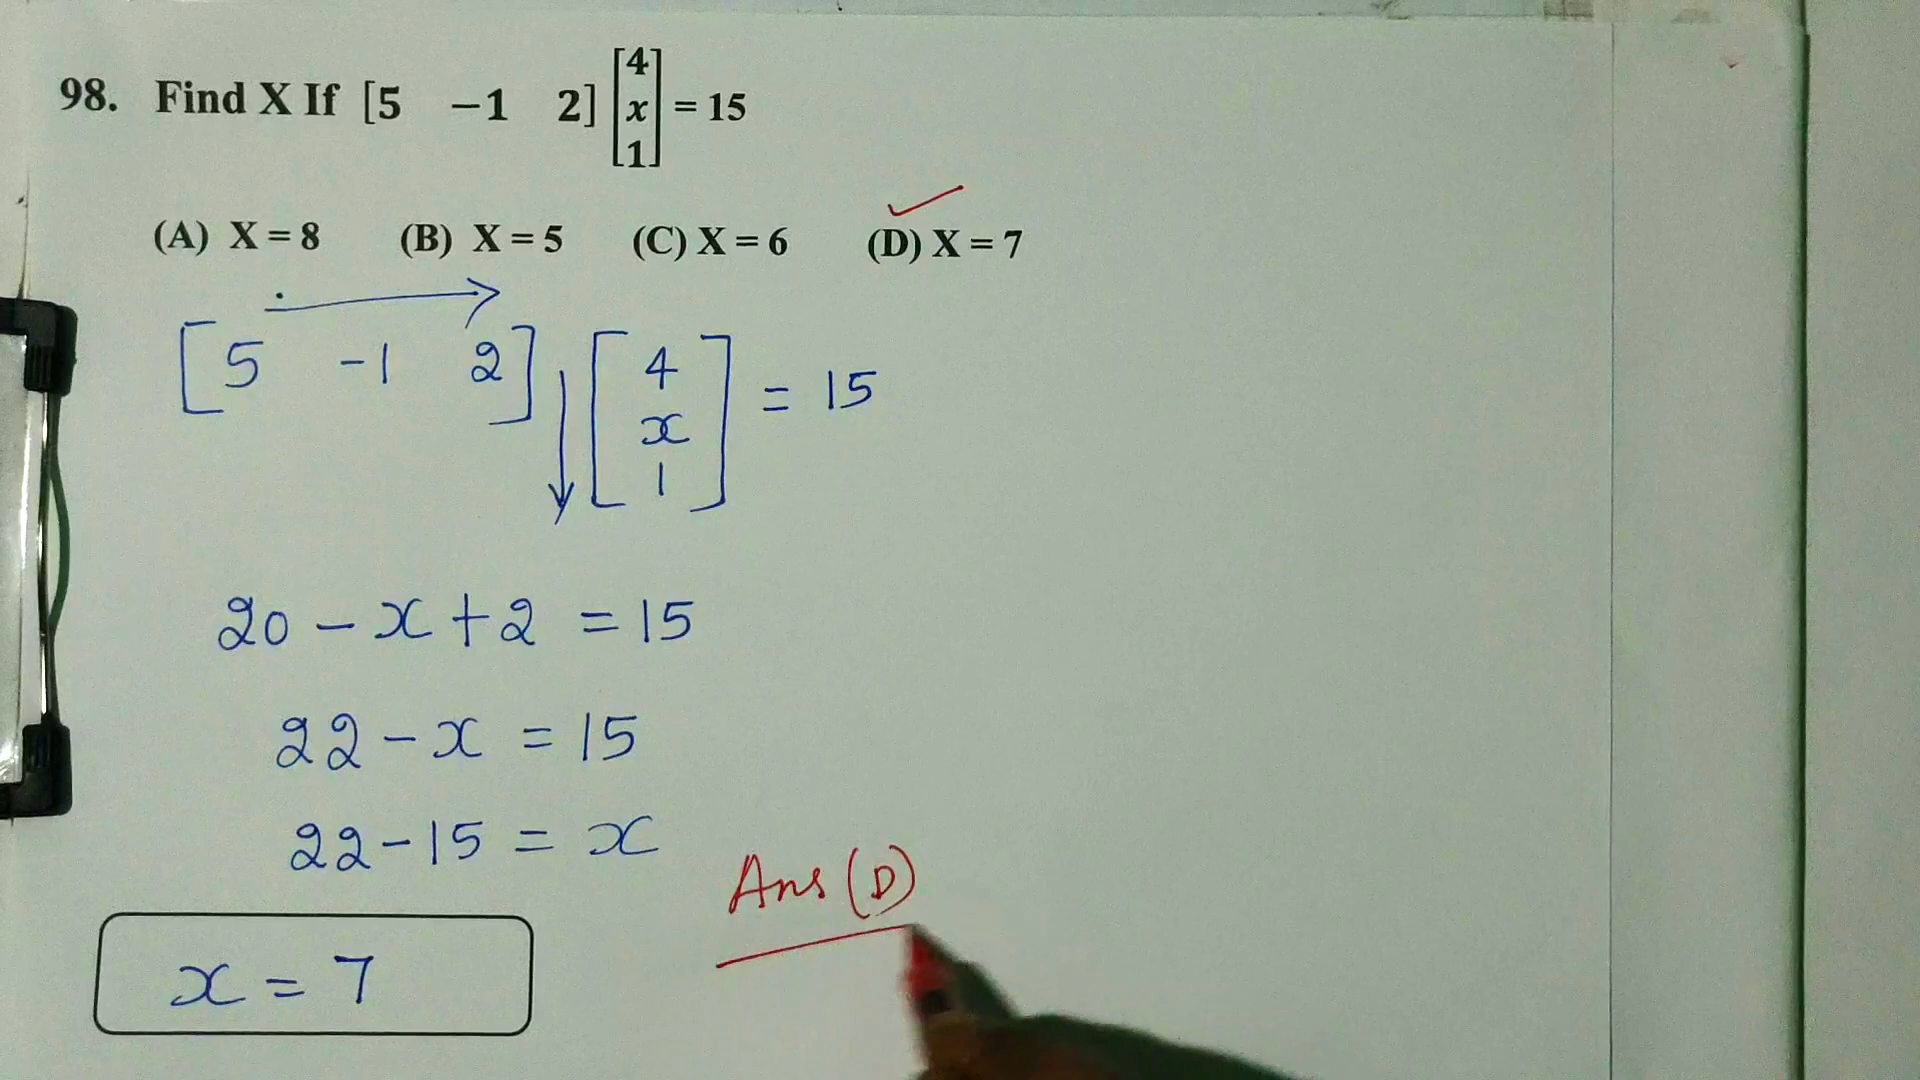 98. Find X If [5 −1 2] [4 x 1] = 15
(A) X = 8 (B) X = 5 (C) X = 6 (D) X = 7
[5 -1 2] [4 x 1] = 15
20 - x + 2 = 15
22 - x = 15
22 - 15 = x
Ans (D)
x = 7